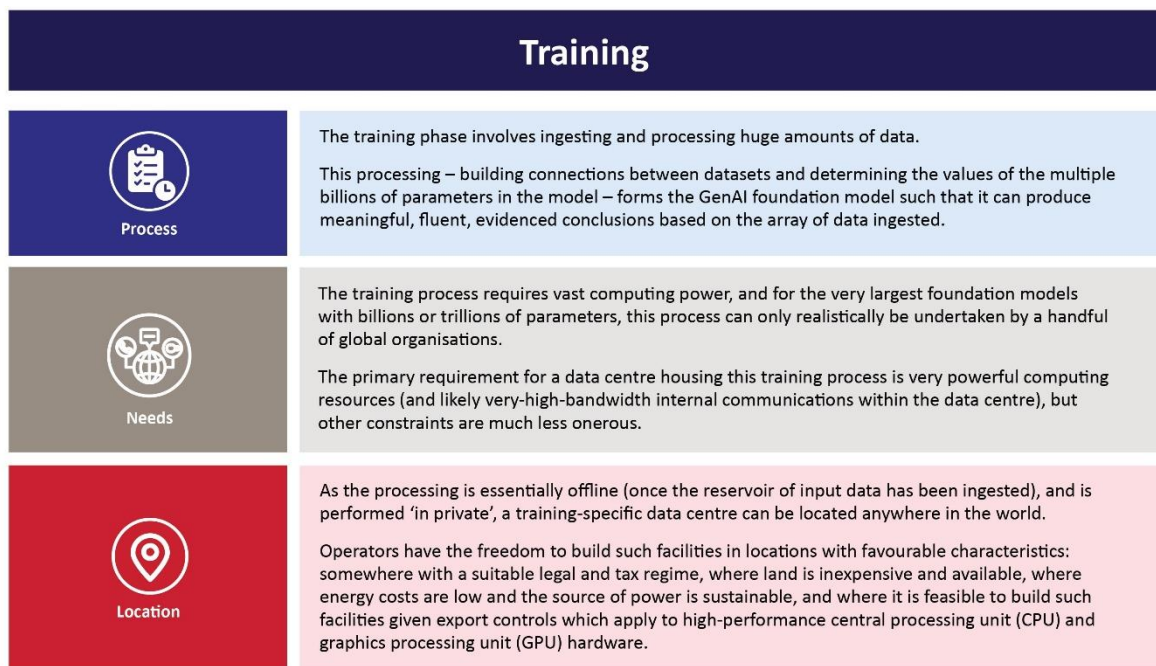 Training
Process
The training phase involves ingesting and processing huge amounts of data.
This processing – building connections between datasets and determining the values of the multiple
billions of parameters in the model – forms the GenAI foundation model such that it can produce
meaningful, fluent, evidenced conclusions based on the array of data ingested.
Needs
The training process requires vast computing power, and for the very largest foundation models
with billions or trillions of parameters, this process can only realistically be undertaken by a handful
of global organisations.
The primary requirement for a data centre housing this training process is very powerful computing
resources (and likely very-high-bandwidth internal communications within the data centre), but
other constraints are much less onerous.
Location
As the processing is essentially offline (once the reservoir of input data has been ingested), and is
performed ‘in private’, a training-specific data centre can be located anywhere in the world.
Operators have the freedom to build such facilities in locations with favourable characteristics:
somewhere with a suitable legal and tax regime, where land is inexpensive and available, where
energy costs are low and the source of power is sustainable, and where it is feasible to build such
facilities given export controls which apply to high-performance central processing unit (CPU) and
graphics processing unit (GPU) hardware.